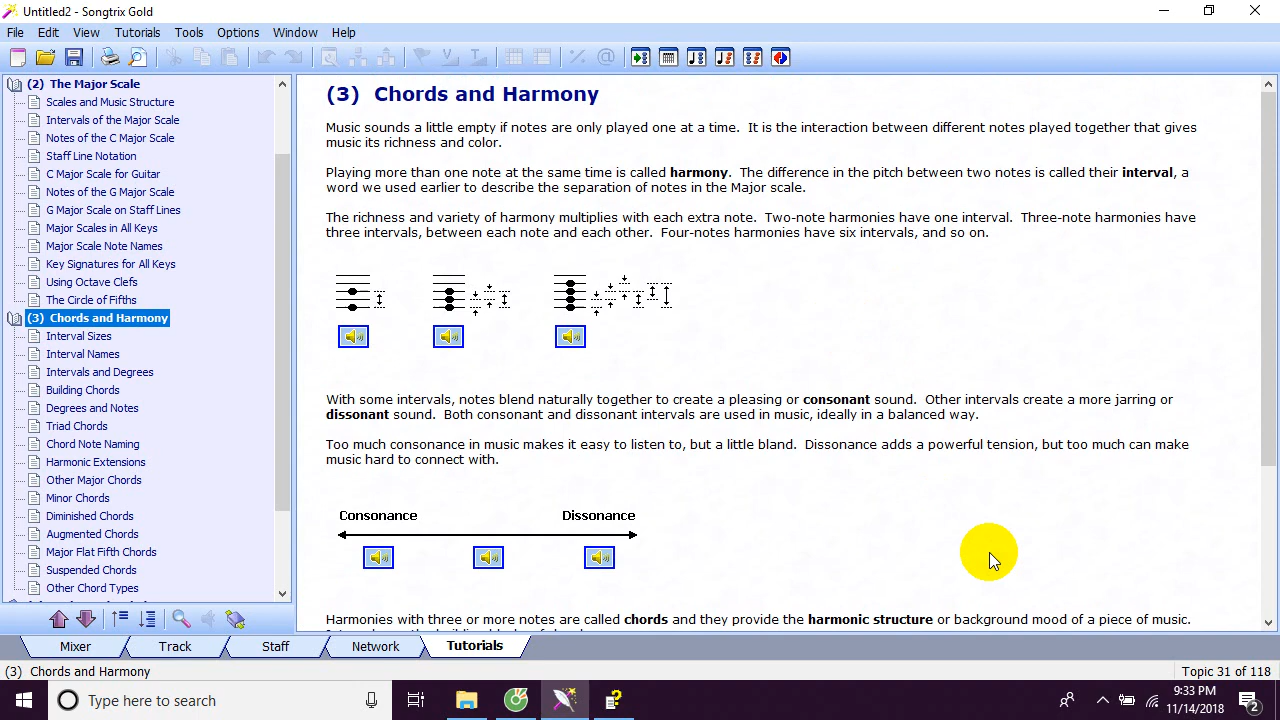 Untitled2 - Songtrix Gold
File Edit View Tutorials Tools Options Window Help
(2) The Major Scale
Scales and Music Structure
Intervals of the Major Scale
Notes of the C Major Scale
Staff Line Notation
C Major Scale for Guitar
Notes of the G Major Scale
G Major Scale on Staff Lines
Major Scales in All Keys
Major Scale Note Names
Key Signatures for All Keys
Using Octave Clefs
The Circle of Fifths
(3) Chords and Harmony
Interval Sizes
Interval Names
Intervals and Degrees
Building Chords
Degrees and Notes
Triad Chords
Chord Note Naming
Harmonic Extensions
Other Major Chords
Minor Chords
Diminished Chords
Augmented Chords
Major Flat Fifth Chords
Suspended Chords
Other Chord Types
(3) Chords and Harmony
Music sounds a little empty if notes are only played one at a time. It is the interaction between different notes played together that gives
music its richness and color.
Playing more than one note at the same time is called harmony. The difference in the pitch between two notes is called their interval, a
word we used earlier to describe the separation of notes in the Major scale.
The richness and variety of harmony multiplies with each extra note. Two-note harmonies have one interval. Three-note harmonies have
three intervals, between each note and each other. Four-notes harmonies have six intervals, and so on.
With some intervals, notes blend naturally together to create a pleasing or consonant sound. Other intervals create a more jarring or
dissonant sound. Both consonant and dissonant intervals are used in music, ideally in a balanced way.
Too much consonance in music makes it easy to listen to, but a little bland. Dissonance adds a powerful tension, but too much can make
music hard to connect with.
Consonance Dissonance
Harmonies with three or more notes are called chords and they provide the harmonic structure or background mood of a piece of music.
Mixer Track Staff Network Tutorials
(3) Chords and Harmony
Topic 31 of 118
Type here to search
9:33 PM
11/14/2018
2